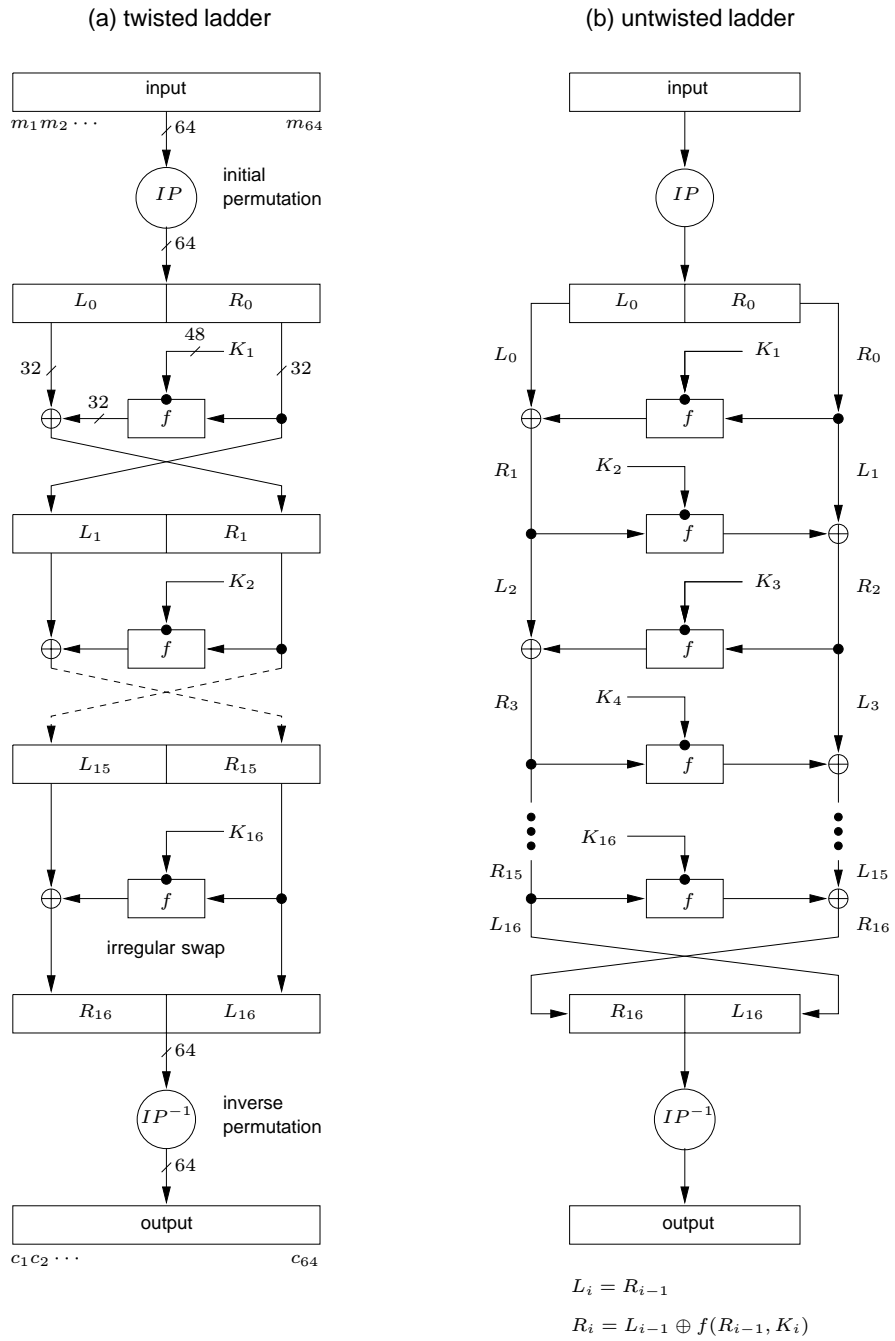 (a) twisted ladder
input
m₁m₂ ⋯ m₆₄
64
IP
initial
permutation
64
L₀ R₀
48
K₁
32 32
32
f
L₁ R₁
K₂
f
L₁₅ R₁₅
K₁₆
f
irregular swap
R₁₆ L₁₆
64
IP⁻¹
inverse
permutation
64
output
c₁c₂ ⋯ c₆₄
(b) untwisted ladder
input
IP
L₀ R₀
L₀ K₁ R₀
f
R₁ K₂ L₁
f
L₂ K₃ R₂
f
R₃ K₄ L₃
f
K₁₆
R₁₅ L₁₅
f
L₁₆ R₁₆
R₁₆ L₁₆
IP⁻¹
output
Lᵢ = Rᵢ₋₁
Rᵢ = Lᵢ₋₁ ⊕ f(Rᵢ₋₁, Kᵢ)